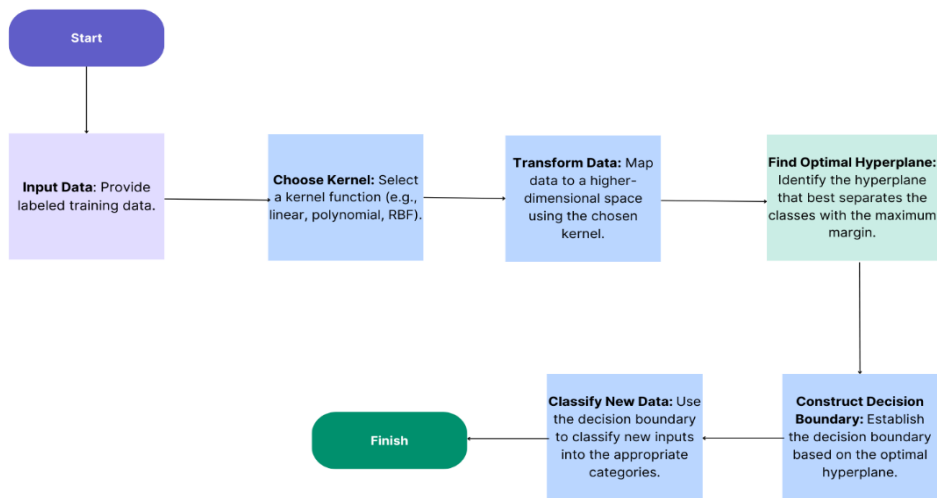 Start
Input Data: Provide
labeled training data.
Choose Kernel: Select
a kernel function (e.g.,
linear, polynomial, RBF).
Transform Data: Map
data to a higher-
dimensional space
using the chosen
kernel.
Find Optimal Hyperplane:
Identify the hyperplane
that best separates the
classes with the maximum
margin.
Construct Decision
Boundary: Establish
the decision boundary
based on the optimal
hyperplane.
Classify New Data: Use
the decision boundary
to classify new inputs
into the appropriate
categories.
Finish